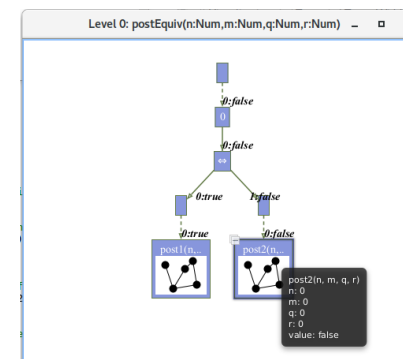 Level 0: postEquiv(n:Num,m:Num,q:Num,r:Num)
0:false
0
0:false
⇔
0:true
1:false
0:true
0:false
post1(n,..
post2(n,..
post2(n, m, q, r)
n: 0
m: 0
q: 0
r: 0
value: false